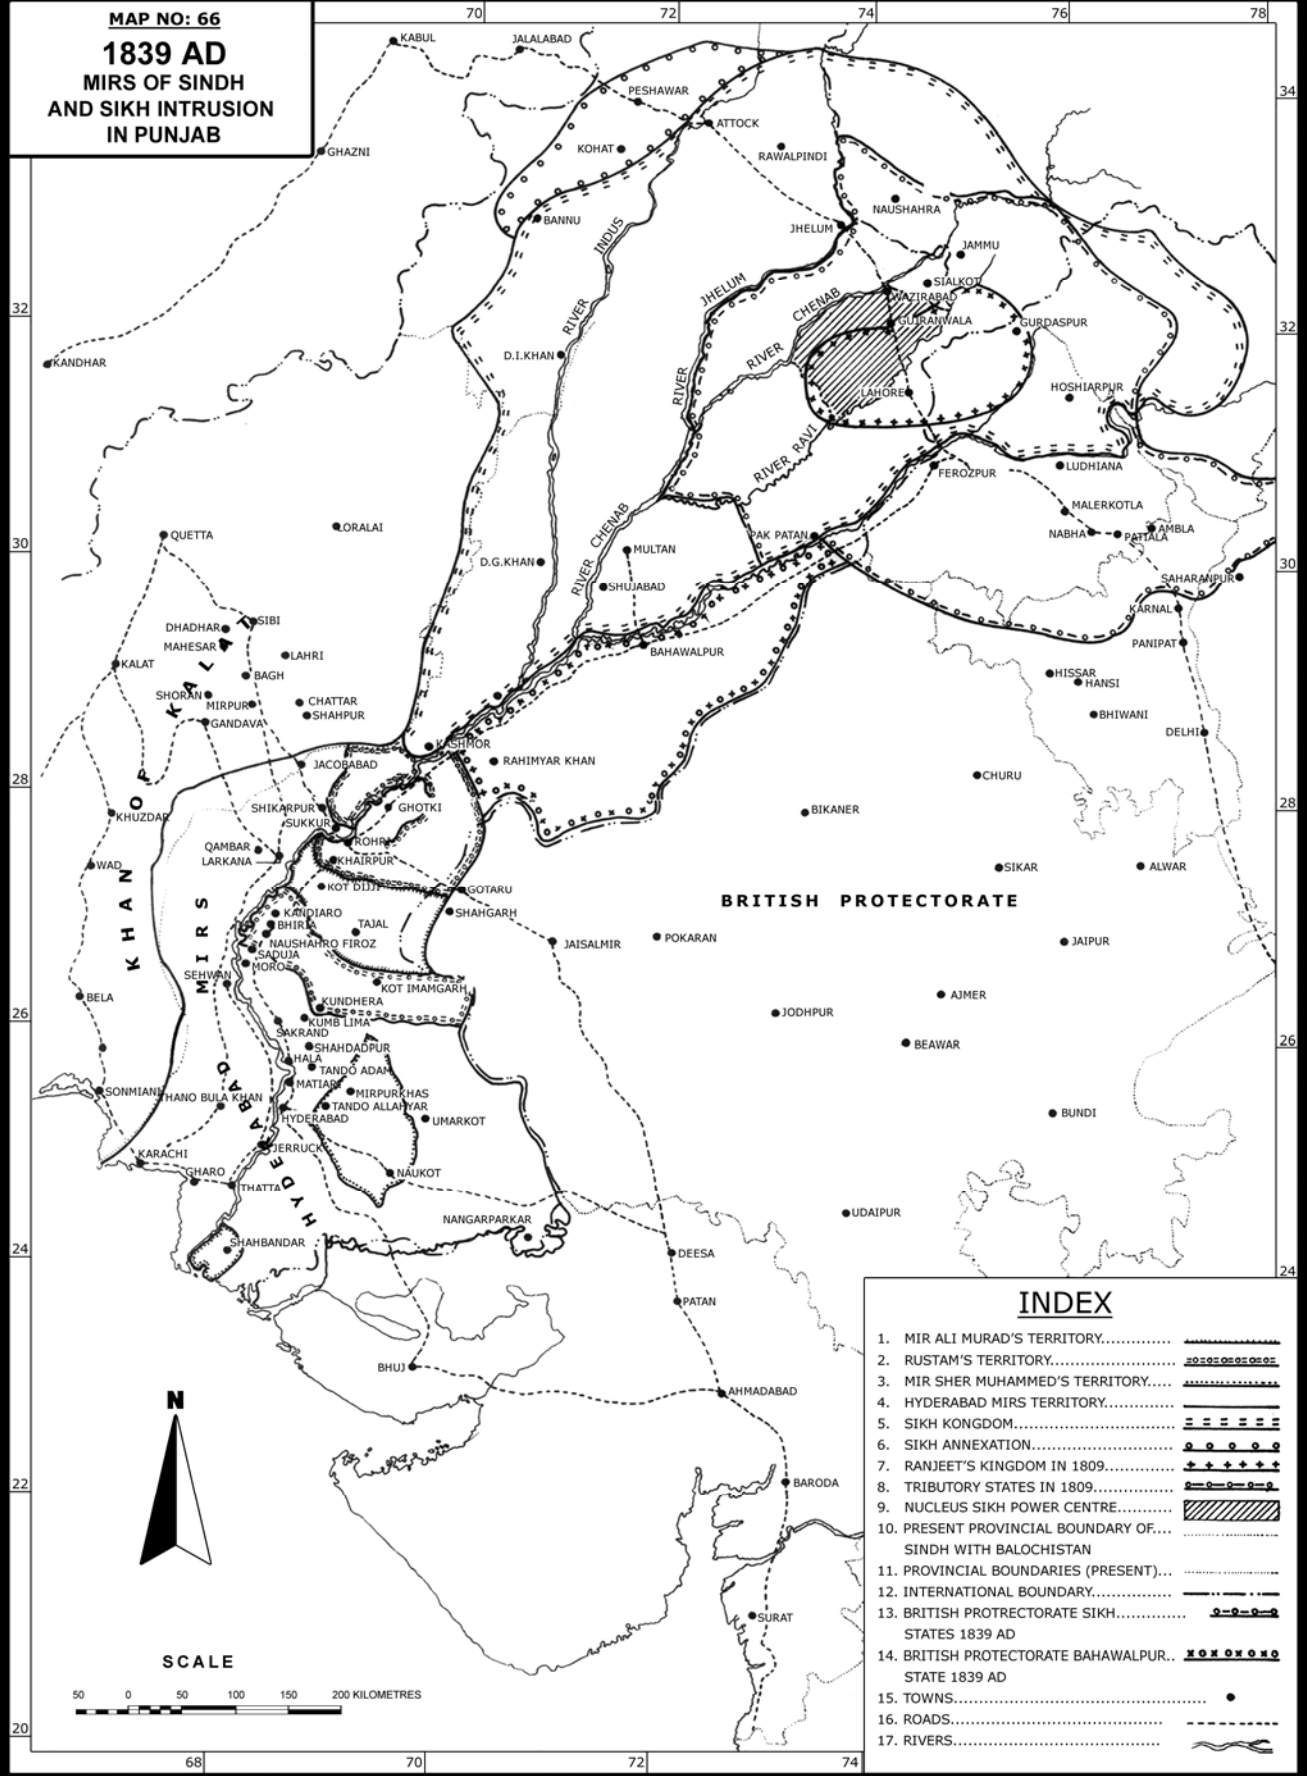 MAP NO: 66
1839 AD
MIRS OF SINDH
AND SIKH INTRUSION
IN PUNJAB
70
72
74
76
78
34
32
32
30
30
28
28
26
26
24
24
22
20
68
70
72
74
KABUL
JALALABAD
PESHAWAR
ATTOCK
GHAZNI
KOHAT
RAWALPINDI
BANNU
NAUSHAHRA
JHELUM
JAMMU
RIVER INDUS
JHELUM
RIVER
SIALKOT
WAZIRABAD
RIVER CHENAB
GUJRANWALA
GURDASPUR
KANDHAR
D.I.KHAN
LAHORE
HOSHIARPUR
RIVER RAVI
FEROZPUR
LUDHIANA
MALERKOTLA
QUETTA
LORALAI
RIVER CHENAB
MULTAN
PAK PATAN
NABHA
PATIALA
AMBLA
D.G.KHAN
SHUJABAD
SAHARANPUR
KARNAL
DHADHAR
SIBI
MAHESAR
LAHRI
BAHAWALPUR
PANIPAT
KALAT
BAGH
HISSAR
HANSI
SHORAN
MIRPUR
CHATTAR
SHAHPUR
GANDAVA
BHIWANI
DELHI
KASHMOR
JACOBABAD
RAHIMYAR KHAN
CHURU
KHUZDAR
SHIKARPUR
GHOTKI
SUKKUR
BIKANER
QAMBAR
ROHRI
LARKANA
KHAIRPUR
WAD
SIKAR
ALWAR
KOT DIJJI
GOTARU
BRITISH PROTECTORATE
KANDIARO
SHAHGARH
BHIRIA
TAJAL
NAUSHAHRO FIROZ
JAISALMIR
POKARAN
JAIPUR
SADUJA
MORO
SEHWAN
KOT IMAMGARH
BELA
KUNDHERA
AJMER
KUMB LIMA
JODHPUR
SAKRAND
SHAHDADPUR
BEAWAR
HALA
TANDO ADAM
MATIARI
SONMIANI
THANO BULA KHAN
MIRPURKHAS
TANDO ALLAHYAR
HYDERABAD
UMARKOT
BUNDI
KARACHI
JERRUCK
GHARO
NAUKOT
THATTA
NANGARPARKAR
UDAIPUR
SHAHBANDAR
DEESA
PATAN
BHUJ
AHMADABAD
BARODA
SURAT
KHAN OF KALAT
MIRS
HYDERABAD
N
SCALE
50 0 50 100 150 200 KILOMETRES
INDEX
1. MIR ALI MURAD'S TERRITORY..............
2. RUSTAM'S TERRITORY.........................
3. MIR SHER MUHAMMED'S TERRITORY.....
4. HYDERABAD MIRS TERRITORY..............
5. SIKH KONGDOM.................................
6. SIKH ANNEXATION.............................
7. RANJEET'S KINGDOM IN 1809..............
8. TRIBUTORY STATES IN 1809................
9. NUCLEUS SIKH POWER CENTRE...........
10. PRESENT PROVINCIAL BOUNDARY OF....
SINDH WITH BALOCHISTAN
11. PROVINCIAL BOUNDARIES (PRESENT)...
12. INTERNATIONAL BOUNDARY................
13. BRITISH PROTRECTORATE SIKH..............
STATES 1839 AD
14. BRITISH PROTECTORATE BAHAWALPUR..
STATE 1839 AD
15. TOWNS................................................
16. ROADS.................................................
17. RIVERS.......................................